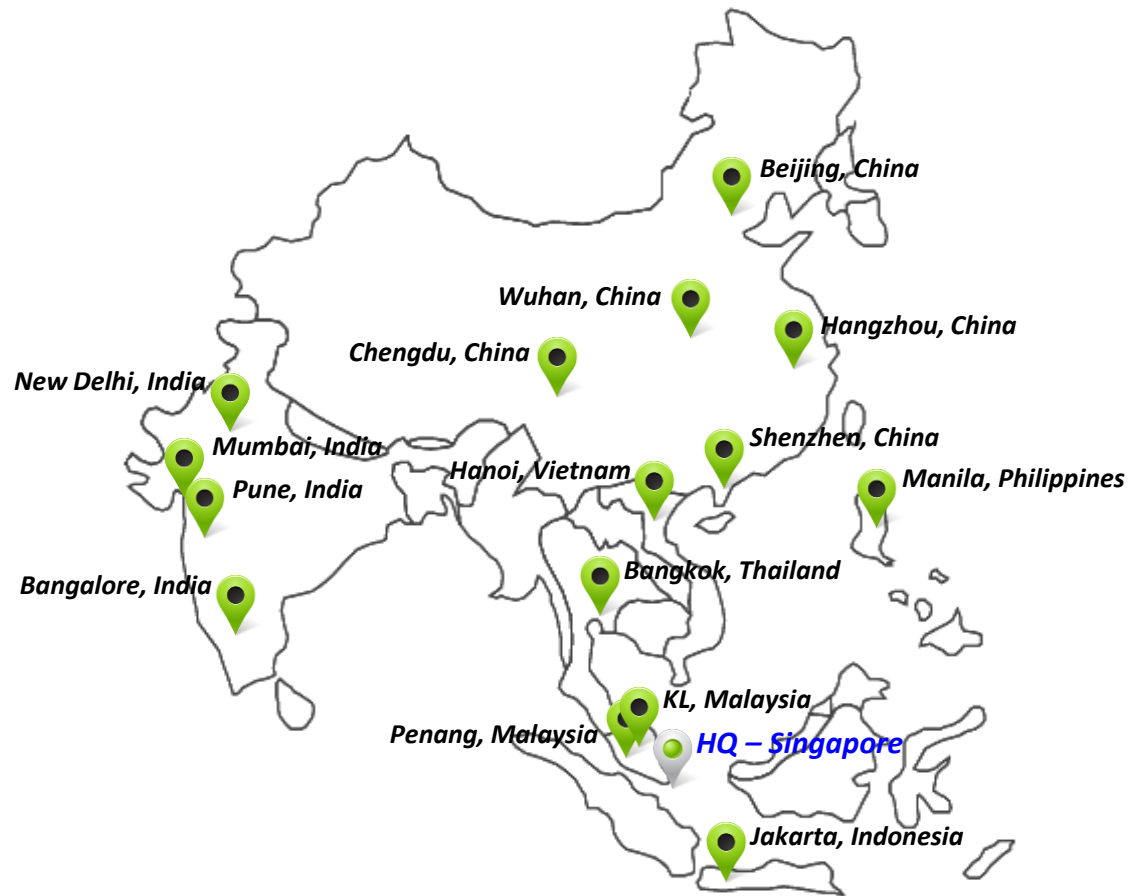 Beijing, China
Wuhan, China
Hangzhou, China
Chengdu, China
New Delhi, India
Mumbai, India
Shenzhen, China
Hanoi, Vietnam
Manila, Philippines
Pune, India
Bangkok, Thailand
Bangalore, India
KL, Malaysia
Penang, Malaysia
HQ – Singapore
Jakarta, Indonesia